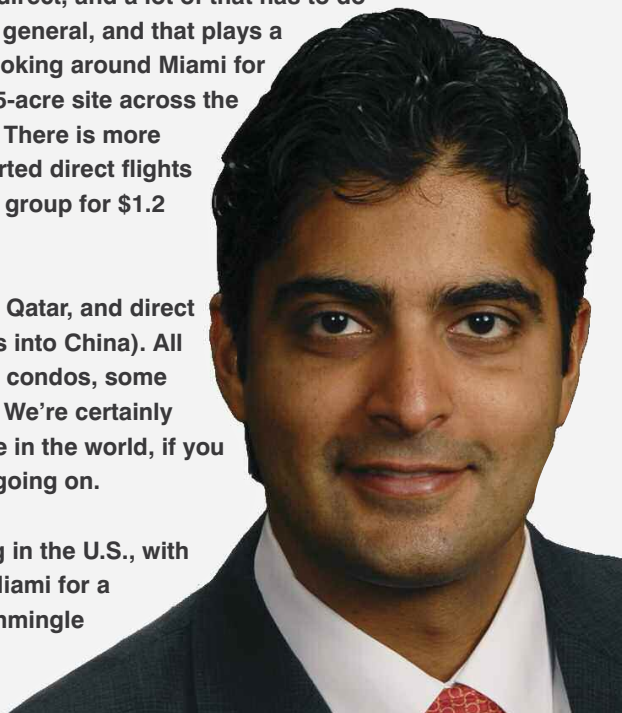 direct, and a lot of that has to do
general, and that plays a
ooking around Miami for
5-acre site across the
There is more
rted direct flights
group for $1.2
Qatar, and direct
s into China). All
condos, some
We're certainly
e in the world, if you
going on.
g in the U.S., with
iami for a
nmingle